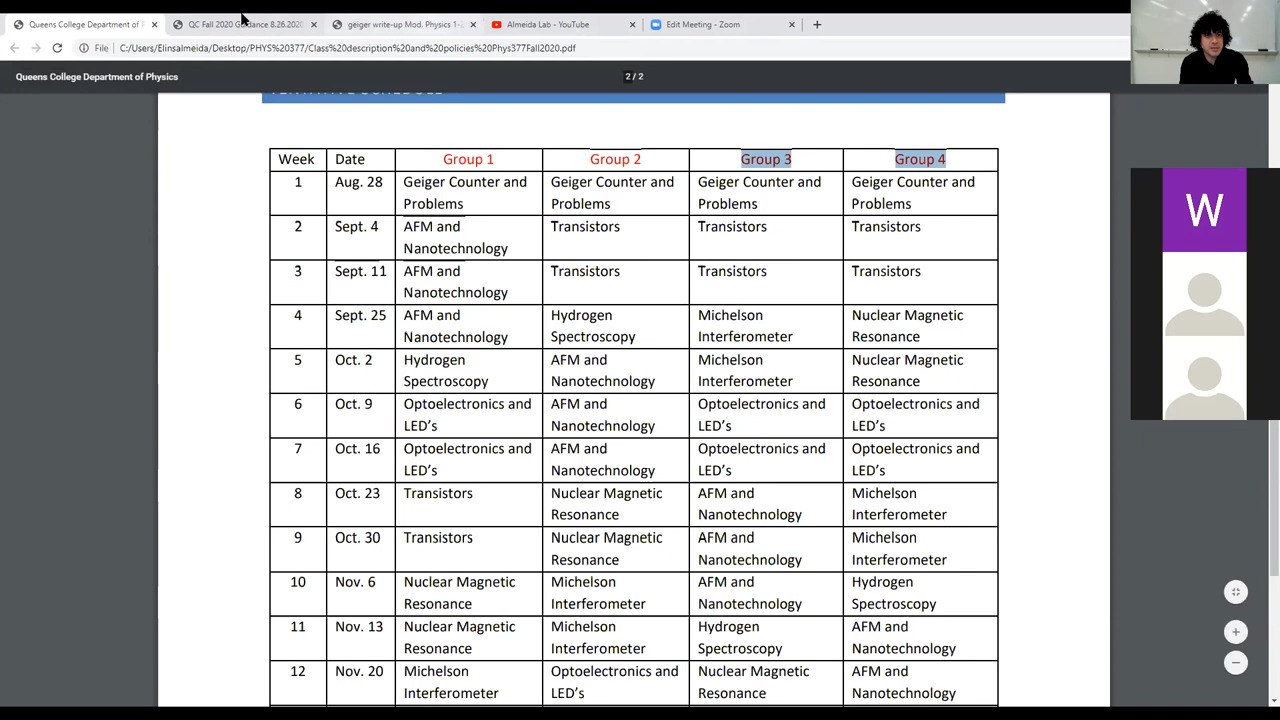 Queens College Department of P
QC Fall 2020 Guidance 8.26.2020
geiger write-up Mod. Physics 1-
Almeida Lab - YouTube
Edit Meeting - Zoom
File
C:/Users/Elinsalmeida/Desktop/PHYS%20377/Class%20description%20and%20policies%20Phys377Fall2020.pdf
Queens College Department of Physics
2 / 2
Week Date Group 1 Group 2 Group 3 Group 4
1 Aug. 28 Geiger Counter and Geiger Counter and Geiger Counter and Geiger Counter and
Problems Problems Problems Problems
2 Sept. 4 AFM and Transistors Transistors Transistors
Nanotechnology
3 Sept. 11 AFM and Transistors Transistors Transistors
Nanotechnology
4 Sept. 25 AFM and Hydrogen Michelson Nuclear Magnetic
Nanotechnology Spectroscopy Interferometer Resonance
5 Oct. 2 Hydrogen AFM and Michelson Nuclear Magnetic
Spectroscopy Nanotechnology Interferometer Resonance
6 Oct. 9 Optoelectronics and AFM and Optoelectronics and Optoelectronics and
LED's Nanotechnology LED's LED's
7 Oct. 16 Optoelectronics and AFM and Optoelectronics and Optoelectronics and
LED's Nanotechnology LED's LED's
8 Oct. 23 Transistors Nuclear Magnetic AFM and Michelson
Resonance Nanotechnology Interferometer
9 Oct. 30 Transistors Nuclear Magnetic AFM and Michelson
Resonance Nanotechnology Interferometer
10 Nov. 6 Nuclear Magnetic Michelson AFM and Hydrogen
Resonance Interferometer Nanotechnology Spectroscopy
11 Nov. 13 Nuclear Magnetic Michelson Hydrogen AFM and
Resonance Interferometer Spectroscopy Nanotechnology
12 Nov. 20 Michelson Optoelectronics and Nuclear Magnetic AFM and
Interferometer LED's Resonance Nanotechnology
W